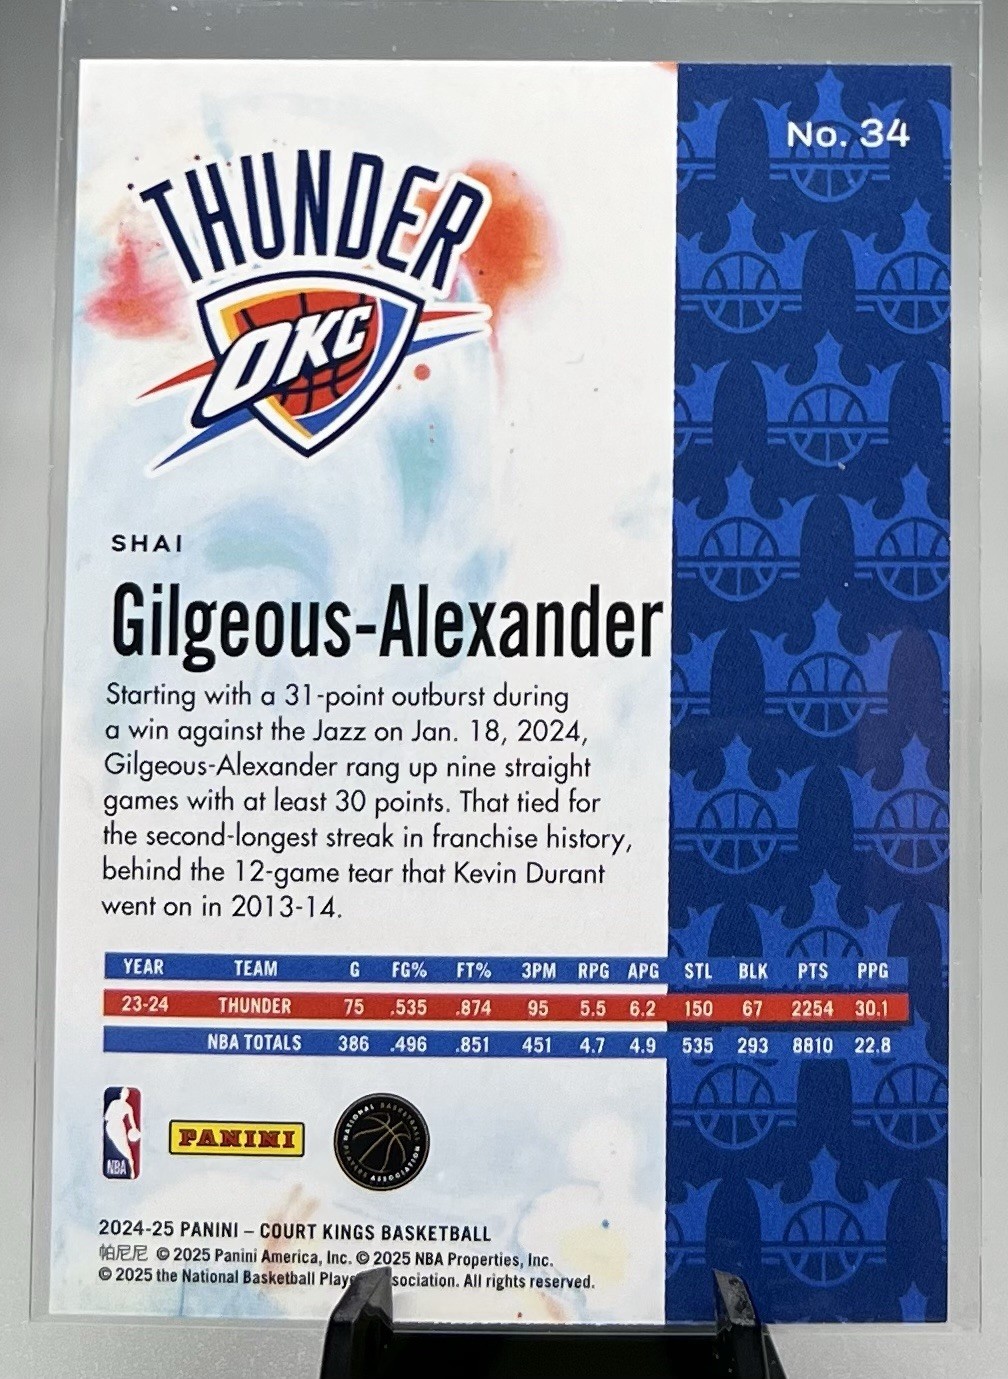 No. 34
THUNDER
OKC
SHAI
Gilgeous-Alexander
Starting with a 31-point outburst during
a win against the Jazz on Jan. 18, 2024,
Gilgeous-Alexander rang up nine straight
games with at least 30 points. That tied for
the second-longest streak in franchise history,
behind the 12-game tear that Kevin Durant
went on in 2013-14.
YEAR TEAM G FG% FT% 3PM RPG APG STL BLK PTS PPG
23-24 THUNDER 75 .535 .874 95 5.5 6.2 150 67 2254 30.1
NBA TOTALS 386 .496 .851 451 4.7 4.9 535 293 8810 22.8
NBA
PANINI
NATIONAL BASKETBALL PLAYERS ASSOCIATION
2024-25 PANINI – COURT KINGS BASKETBALL
帕尼尼 © 2025 Panini America, Inc. © 2025 NBA Properties, Inc.
© 2025 the National Basketball Play sociation. All rights reserved.